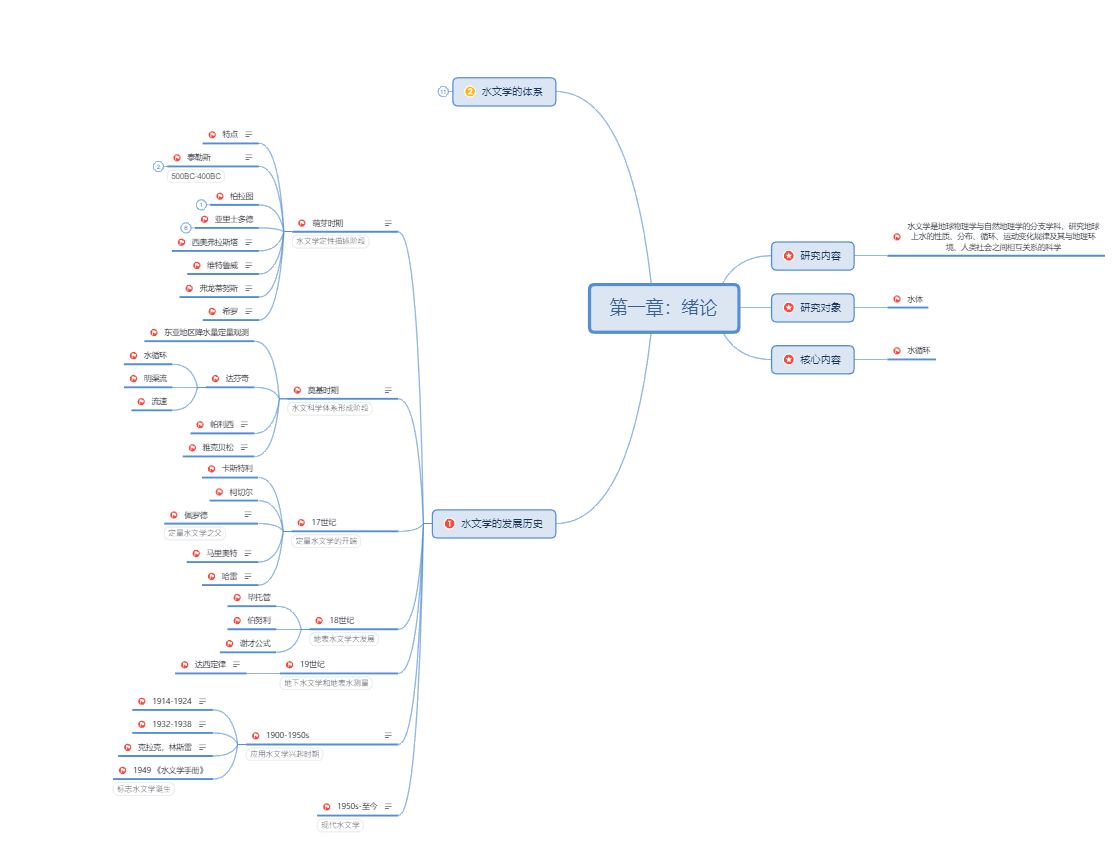 第一章：绪论
研究内容
水文学是地球物理学与自然地理学的分支学科，研究地球
上水的性质、分布、循环、运动变化规律及其与地理环
境、人类社会之间相互关系的科学
研究对象
水体
核心内容
水循环
1 水文学的发展历史
萌芽时期
水文学定性描述阶段
特点
泰勒斯
2
500BC-400BC
柏拉图
1
亚里士多德
6
西奥弗拉斯塔
维特鲁威
弗龙蒂努斯
希罗
奠基时期
水文科学体系形成阶段
东亚地区降水量定量观测
达芬奇
水循环
明渠流
流速
帕利西
雅克贝松
17世纪
定量水文学的开端
卡斯特利
柯切尔
佩罗德
定量水文学之父
马里奥特
哈雷
18世纪
地表水文学大发展
毕托管
伯努利
谢才公式
19世纪
地下水文学和地表水测量
达西定律
1900-1950s
应用水文学兴起时期
1914-1924
1932-1938
克拉克，林斯雷
1949 《水文学手册》
标志水文学诞生
1950s-至今
现代水文学
2 水文学的体系
11